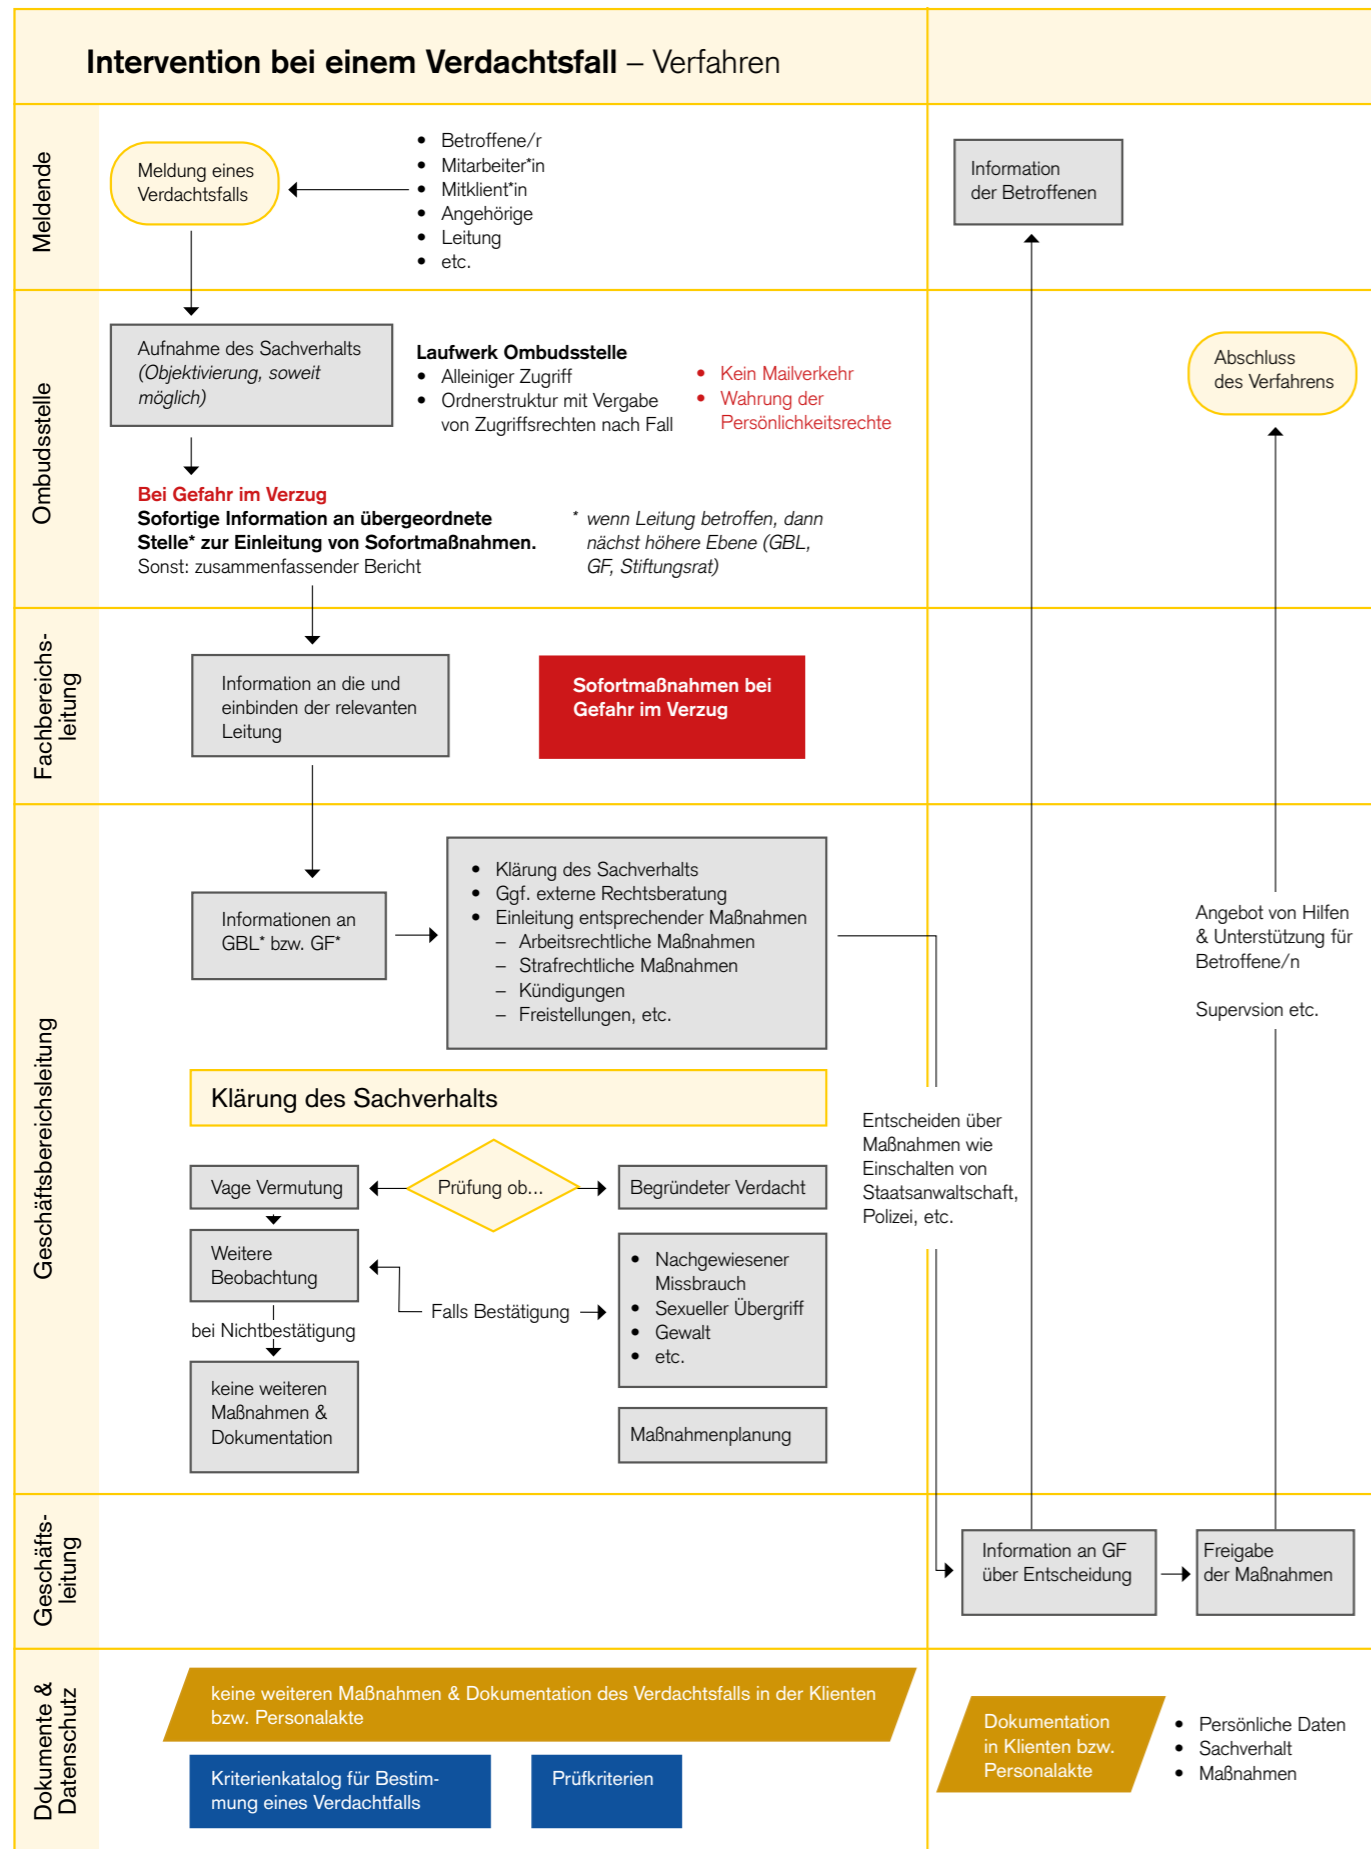 Intervention bei einem Verdachtsfall – Verfahren
Meldende
Meldung eines
Verdachtsfalls
• Betroffene/r
• Mitarbeiter*in
• Mitklient*in
• Angehörige
• Leitung
• etc.
Information
der Betroffenen
Ombudsstelle
Aufnahme des Sachverhalts
(Objektivierung, soweit
möglich)
Laufwerk Ombudsstelle
• Alleiniger Zugriff
• Ordnerstruktur mit Vergabe
von Zugriffsrechten nach Fall
• Kein Mailverkehr
• Wahrung der
Persönlichkeitsrechte
Abschluss
des Verfahrens
Bei Gefahr im Verzug
Sofortige Information an übergeordnete
Stelle* zur Einleitung von Sofortmaßnahmen.
Sonst: zusammenfassender Bericht
* wenn Leitung betroffen, dann
nächst höhere Ebene (GBL,
GF, Stiftungsrat)
Fachbereichs-
leitung
Information an die und
einbinden der relevanten
Leitung
Sofortmaßnahmen bei
Gefahr im Verzug
Geschäftsbereichsleitung
Informationen an
GBL* bzw. GF*
• Klärung des Sachverhalts
• Ggf. externe Rechtsberatung
• Einleitung entsprechender Maßnahmen
– Arbeitsrechtliche Maßnahmen
– Strafrechtliche Maßnahmen
– Kündigungen
– Freistellungen, etc.
Angebot von Hilfen
& Unterstützung für
Betroffene/n
Supervsion etc.
Klärung des Sachverhalts
Entscheiden über
Maßnahmen wie
Einschalten von
Staatsanwaltschaft,
Polizei, etc.
Vage Vermutung
Prüfung ob...
Begründeter Verdacht
Weitere
Beobachtung
Falls Bestätigung
• Nachgewiesener
Missbrauch
• Sexueller Übergriff
• Gewalt
• etc.
bei Nichtbestätigung
keine weiteren
Maßnahmen &
Dokumentation
Maßnahmenplanung
Geschäfts-
leitung
Information an GF
über Entscheidung
Freigabe
der Maßnahmen
Dokumente &
Datenschutz
keine weiteren Maßnahmen & Dokumentation des Verdachtsfalls in der Klienten
bzw. Personalakte
Kriterienkatalog für Bestim-
mung eines Verdachtfalls
Prüfkriterien
Dokumentation
in Klienten bzw.
Personalakte
• Persönliche Daten
• Sachverhalt
• Maßnahmen